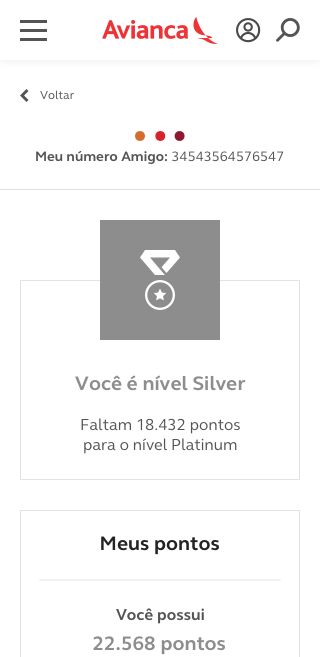 Avianca
Voltar
Meu número Amigo: 34543564576547
Você é nível Silver
Faltam 18.432 pontos
para o nível Platinum
Meus pontos
Você possui
22.568 pontos